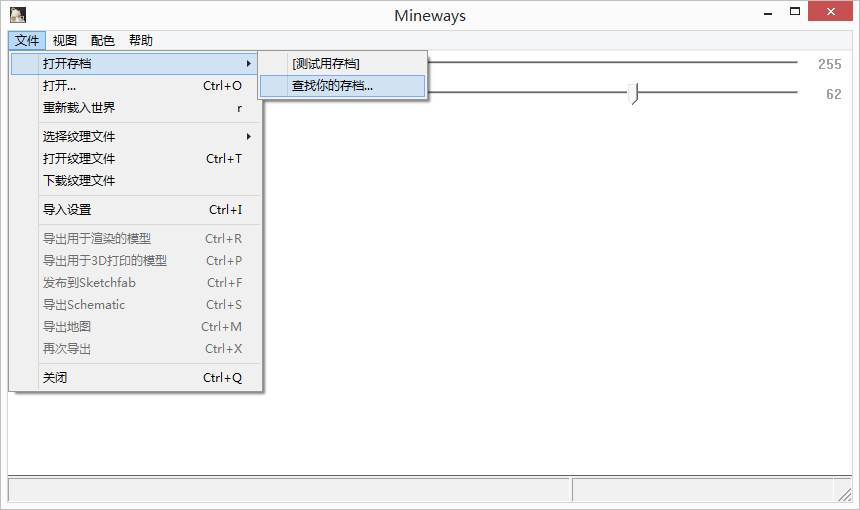 Mineways
文件 视图 配色 帮助
打开存档
[测试用存档]
255
打开... Ctrl+O
查找你的存档...
62
重新载入世界 r
选择纹理文件
打开纹理文件 Ctrl+T
下载纹理文件
导入设置 Ctrl+I
导出用于渲染的模型 Ctrl+R
导出用于3D打印的模型 Ctrl+P
发布到Sketchfab Ctrl+F
导出Schematic Ctrl+S
导出地图 Ctrl+M
再次导出 Ctrl+X
关闭 Ctrl+Q